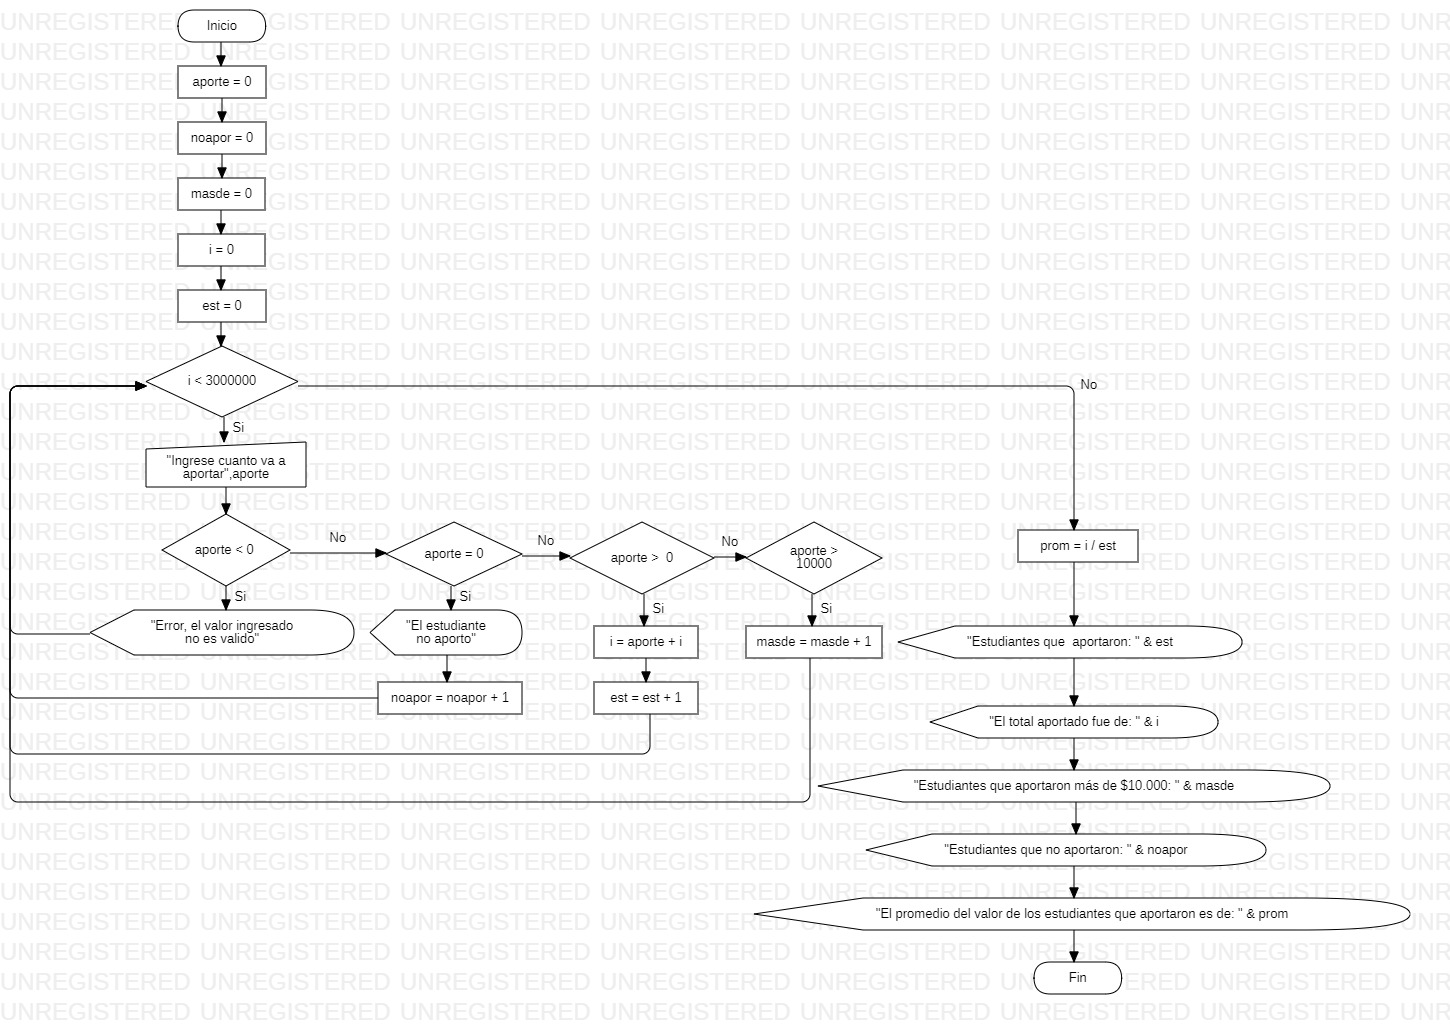 Inicio
aporte = 0
noapor = 0
masde = 0
i = 0
est = 0
i < 3000000
No
Si
"Ingrese cuanto va a
aportar",aporte
aporte < 0
No
aporte = 0
No
aporte >  0
No
aporte >
10000
prom = i / est
Si
Si
Si
Si
"Error, el valor ingresado
no es valido"
"El estudiante
no aporto"
i = aporte + i
masde = masde + 1
"Estudiantes que  aportaron: " & est
noapor = noapor + 1
est = est + 1
"El total aportado fue de: " & i
"Estudiantes que aportaron más de $10.000: " & masde
"Estudiantes que no aportaron: " & noapor
"El promedio del valor de los estudiantes que aportaron es de: " & prom
Fin
UNREGISTERED